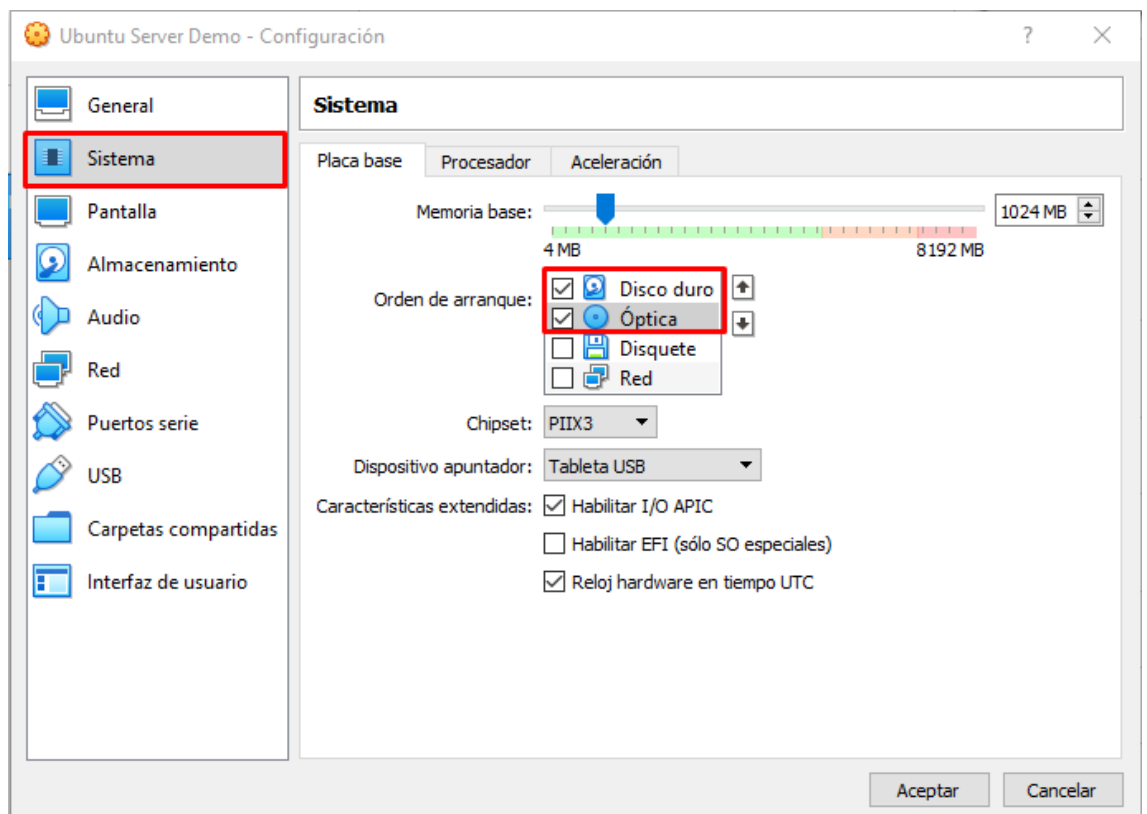 Ubuntu Server Demo - Configuración
?
General
Sistema
Pantalla
Almacenamiento
Audio
Red
Puertos serie
USB
Carpetas compartidas
Interfaz de usuario
Sistema
Placa base Procesador Aceleración
Memoria base: 1024 MB
4 MB 8192 MB
Orden de arranque: Disco duro
Óptica
Disquete
Red
Chipset: PIIX3
Dispositivo apuntador: Tableta USB
Características extendidas: Habilitar I/O APIC
Habilitar EFI (sólo SO especiales)
Reloj hardware en tiempo UTC
Aceptar Cancelar